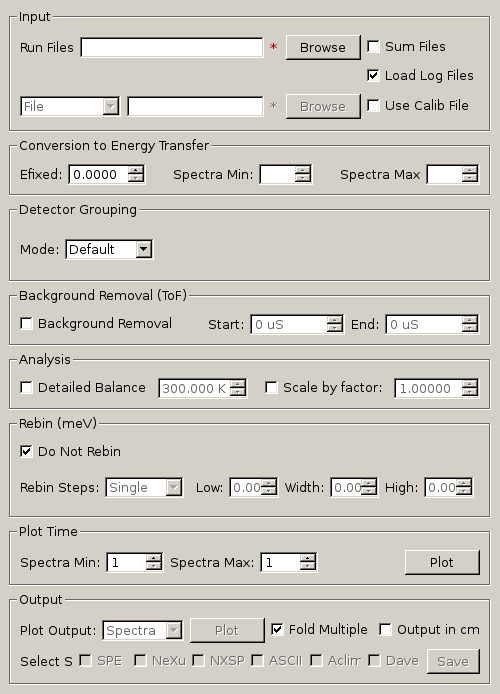 Input
Run Files * Browse Sum Files
Load Log Files
File * Browse Use Calib File
Conversion to Energy Transfer
Efixed: 0.0000 Spectra Min: Spectra Max
Detector Grouping
Mode: Default
Background Removal (ToF)
Background Removal Start: 0 uS End: 0 uS
Analysis
Detailed Balance 300.000 K Scale by factor: 1.00000
Rebin (meV)
Do Not Rebin
Rebin Steps: Single Low: 0.00 Width: 0.00 High: 0.00
Plot Time
Spectra Min: 1 Spectra Max: 1 Plot
Output
Plot Output: Spectra Plot Fold Multiple Output in cm
Select S SPE NeXu NXSP ASCII Aclim Dave Save